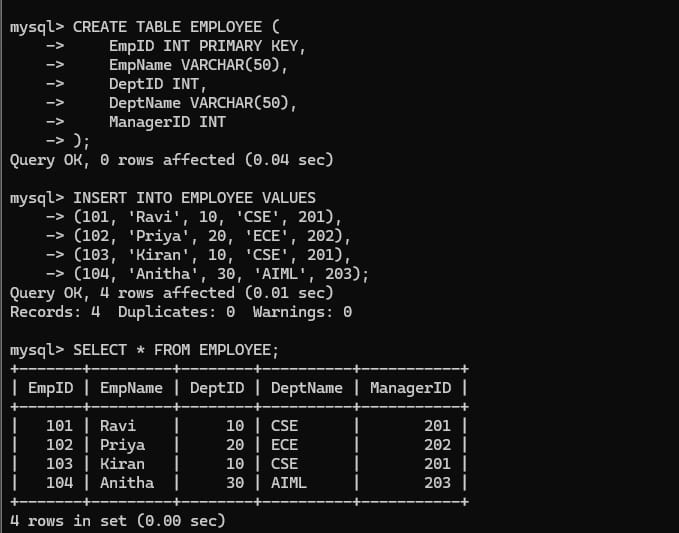 mysql> CREATE TABLE EMPLOYEE (
    ->     EmpID INT PRIMARY KEY,
    ->     EmpName VARCHAR(50),
    ->     DeptID INT,
    ->     DeptName VARCHAR(50),
    ->     ManagerID INT
    -> );
Query OK, 0 rows affected (0.04 sec)

mysql> INSERT INTO EMPLOYEE VALUES
    -> (101, 'Ravi', 10, 'CSE', 201),
    -> (102, 'Priya', 20, 'ECE', 202),
    -> (103, 'Kiran', 10, 'CSE', 201),
    -> (104, 'Anitha', 30, 'AIML', 203);
Query OK, 4 rows affected (0.01 sec)
Records: 4  Duplicates: 0  Warnings: 0

mysql> SELECT * FROM EMPLOYEE;
+-------+---------+--------+----------+-----------+
| EmpID | EmpName | DeptID | DeptName | ManagerID |
+-------+---------+--------+----------+-----------+
|   101 | Ravi    |     10 | CSE      |       201 |
|   102 | Priya   |     20 | ECE      |       202 |
|   103 | Kiran   |     10 | CSE      |       201 |
|   104 | Anitha  |     30 | AIML     |       203 |
+-------+---------+--------+----------+-----------+
4 rows in set (0.00 sec)